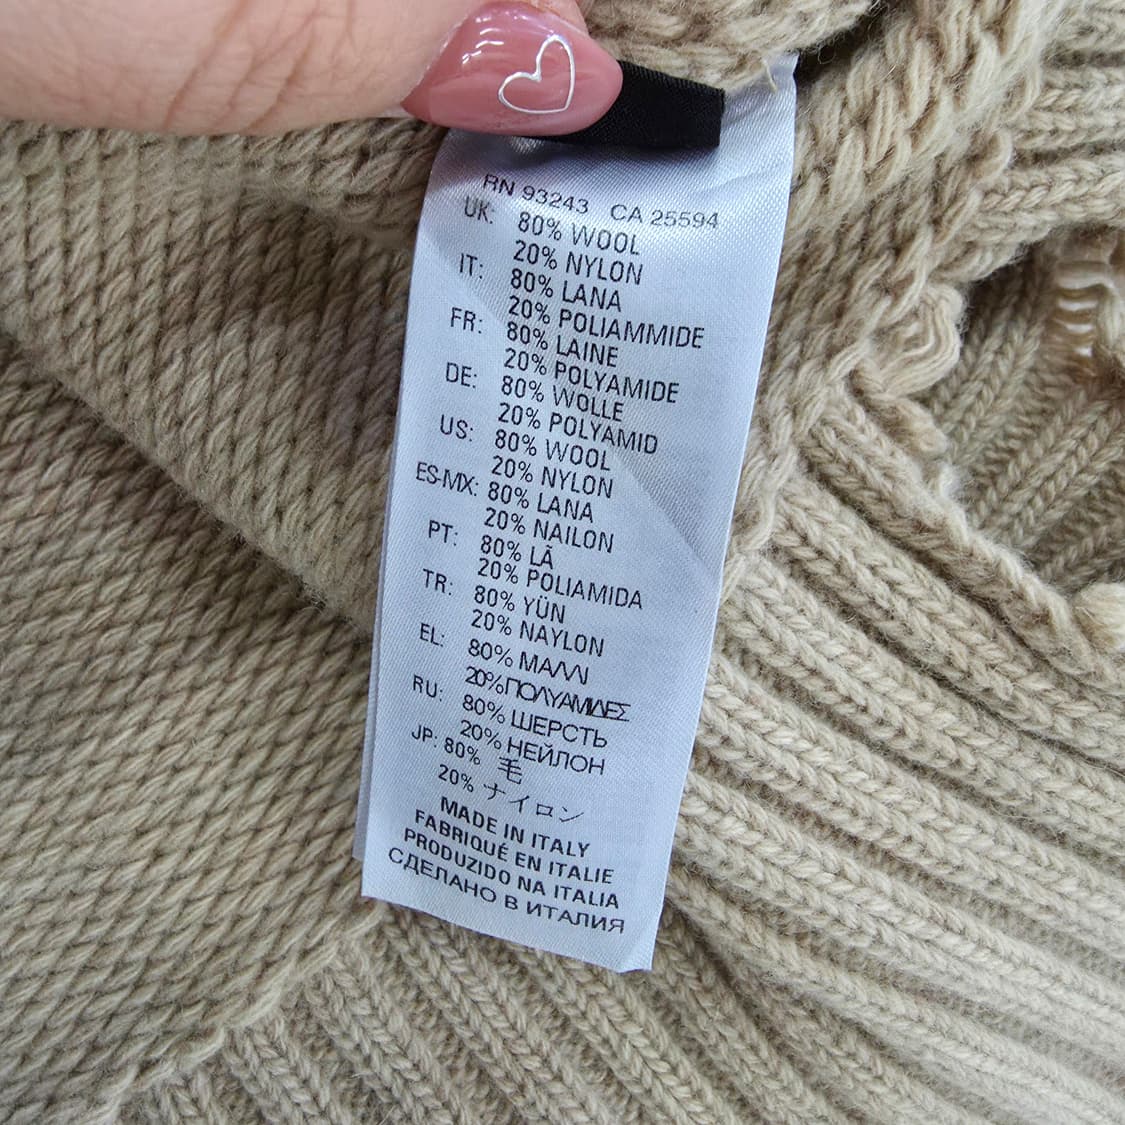 RN 93243 CA 25594
UK: 80% WOOL
20% NYLON
IT: 80% LANA
20% POLIAMMIDE
FR: 80% LAINE
20% POLYAMIDE
DE: 80% WOLLE
20% POLYAMID
US: 80% WOOL
20% NYLON
ES-MX: 80% LANA
20% NAILON
PT: 80% LÃ
20% POLIAMIDA
TR: 80% YÜN
20% NAYLON
EL: 80% ΜΑΛΛΙ
20% ΠΟΛΥΑΜΙΔΕΣ
RU: 80% ШЕРСТЬ
20% НЕЙЛОН
JP: 80% 毛
20% ナイロン
MADE IN ITALY
FABRIQUÉ EN ITALIE
PRODUZIDO NA ITALIA
СДЕЛАНО В ИТАЛИЯ